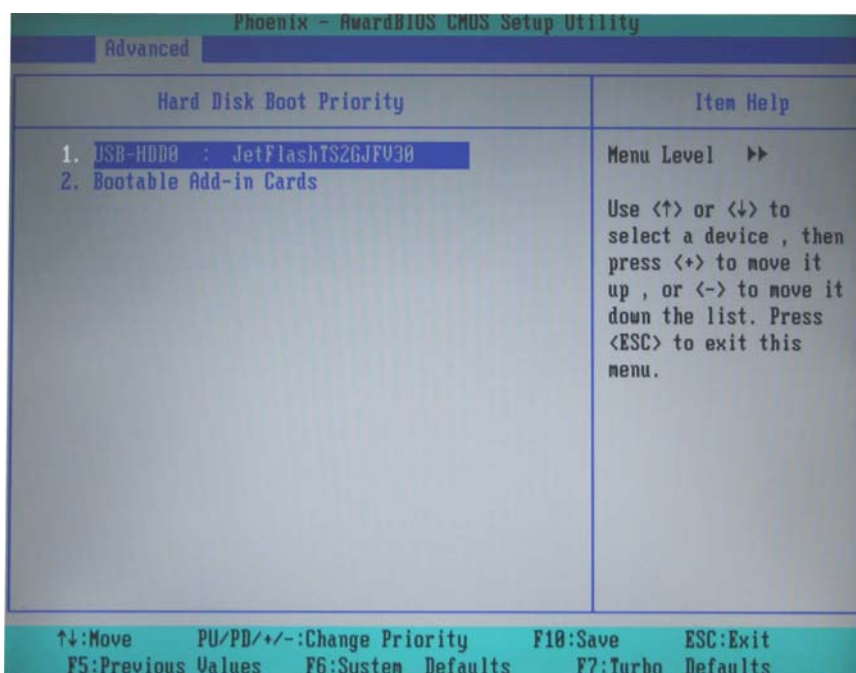 Phoenix - AwardBIOS CMOS Setup Utility
Advanced
Hard Disk Boot Priority
Item Help
1. USB-HDD0 : JetFlashTS2GJFV30
2. Bootable Add-in Cards
Menu Level ▶▶
Use <↑> or <↓> to
select a device , then
press <+> to move it
up , or <-> to move it
down the list. Press
<ESC> to exit this
menu.
↑↓:Move PU/PD/+/-:Change Priority F10:Save ESC:Exit
F5:Previous Values F6:System Defaults F7:Turbo Defaults